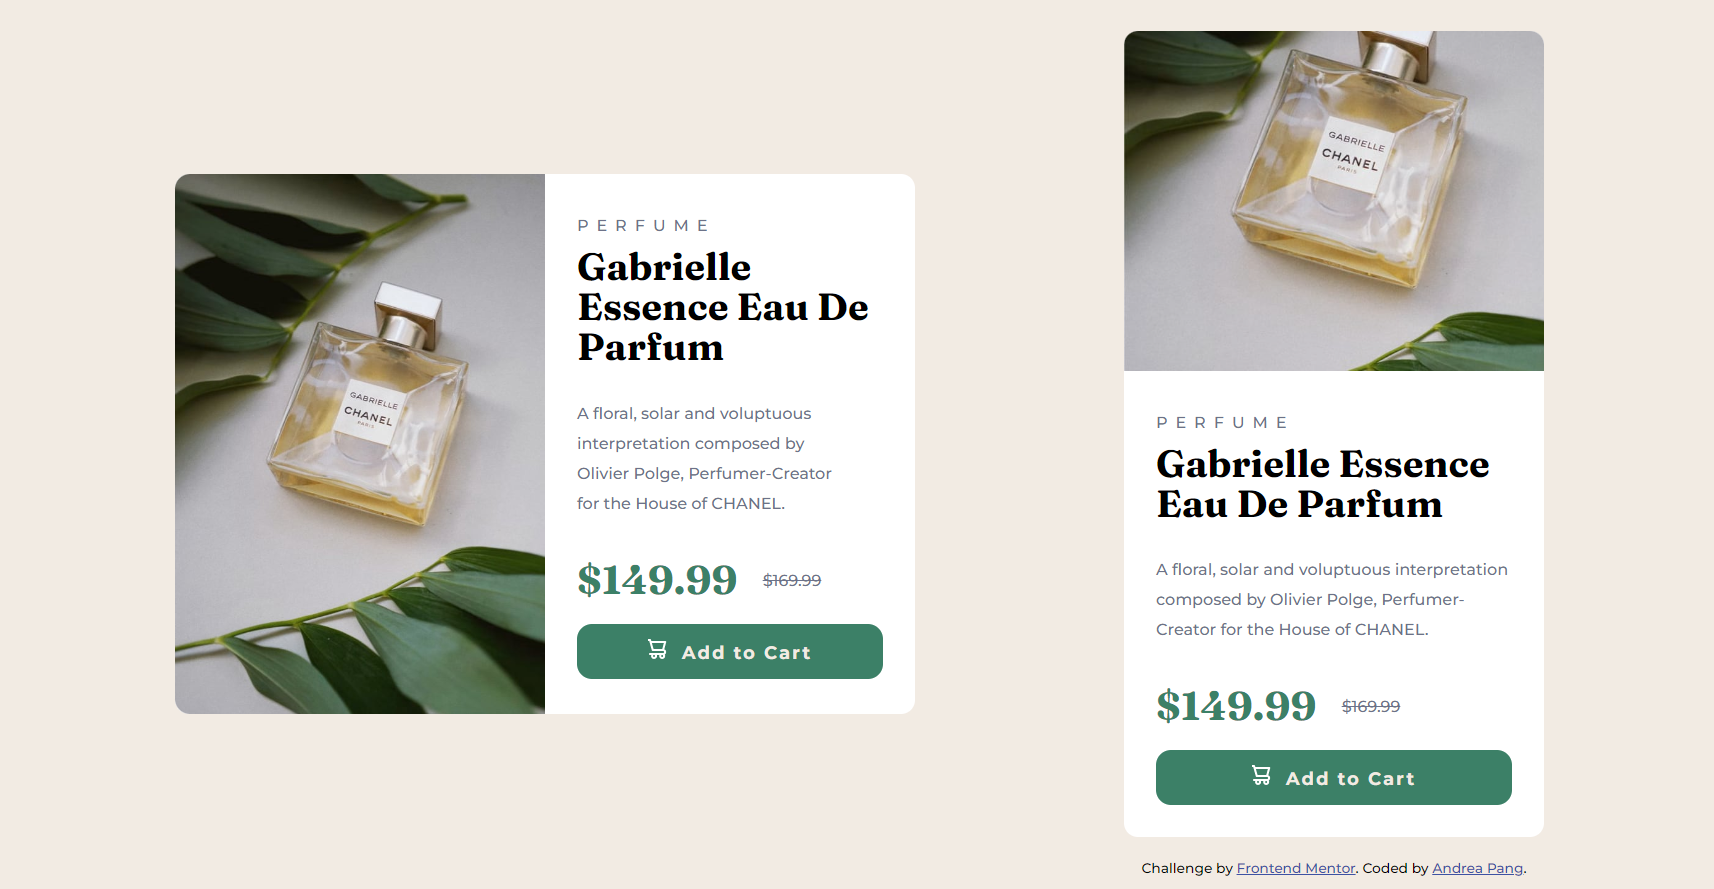 GABRIELLE
CHANEL
PARIS
PERFUME
Gabrielle
Essence Eau De
Parfum
A floral, solar and voluptuous
interpretation composed by
Olivier Polge, Perfumer-Creator
for the House of CHANEL.
$149.99 $169.99
Add to Cart
GABRIELLE
CHANEL
PARIS
PERFUME
Gabrielle Essence
Eau De Parfum
A floral, solar and voluptuous interpretation
composed by Olivier Polge, Perfumer-
Creator for the House of CHANEL.
$149.99 $169.99
Add to Cart
Challenge by Frontend Mentor. Coded by Andrea Pang.